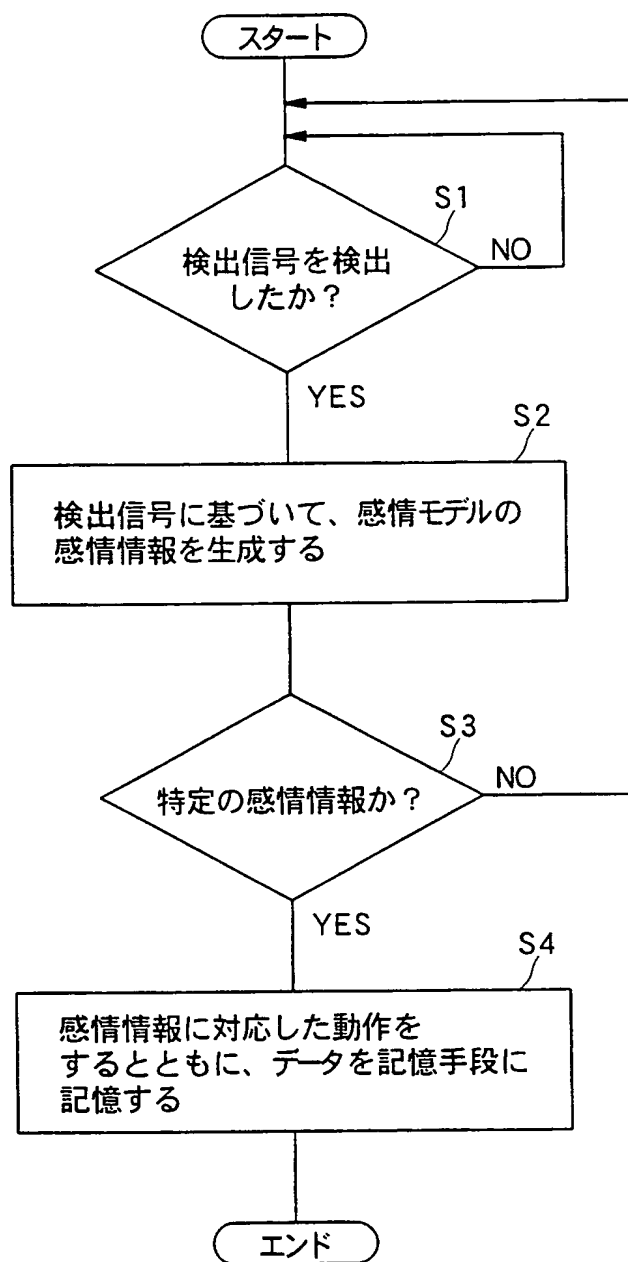 スタート
S1
検出信号を検出
したか？
NO
YES
S2
検出信号に基づいて、感情モデルの
感情情報を生成する
S3
特定の感情情報か？
NO
YES
S4
感情情報に対応した動作を
するとともに、データを記憶手段に
記憶する
エンド